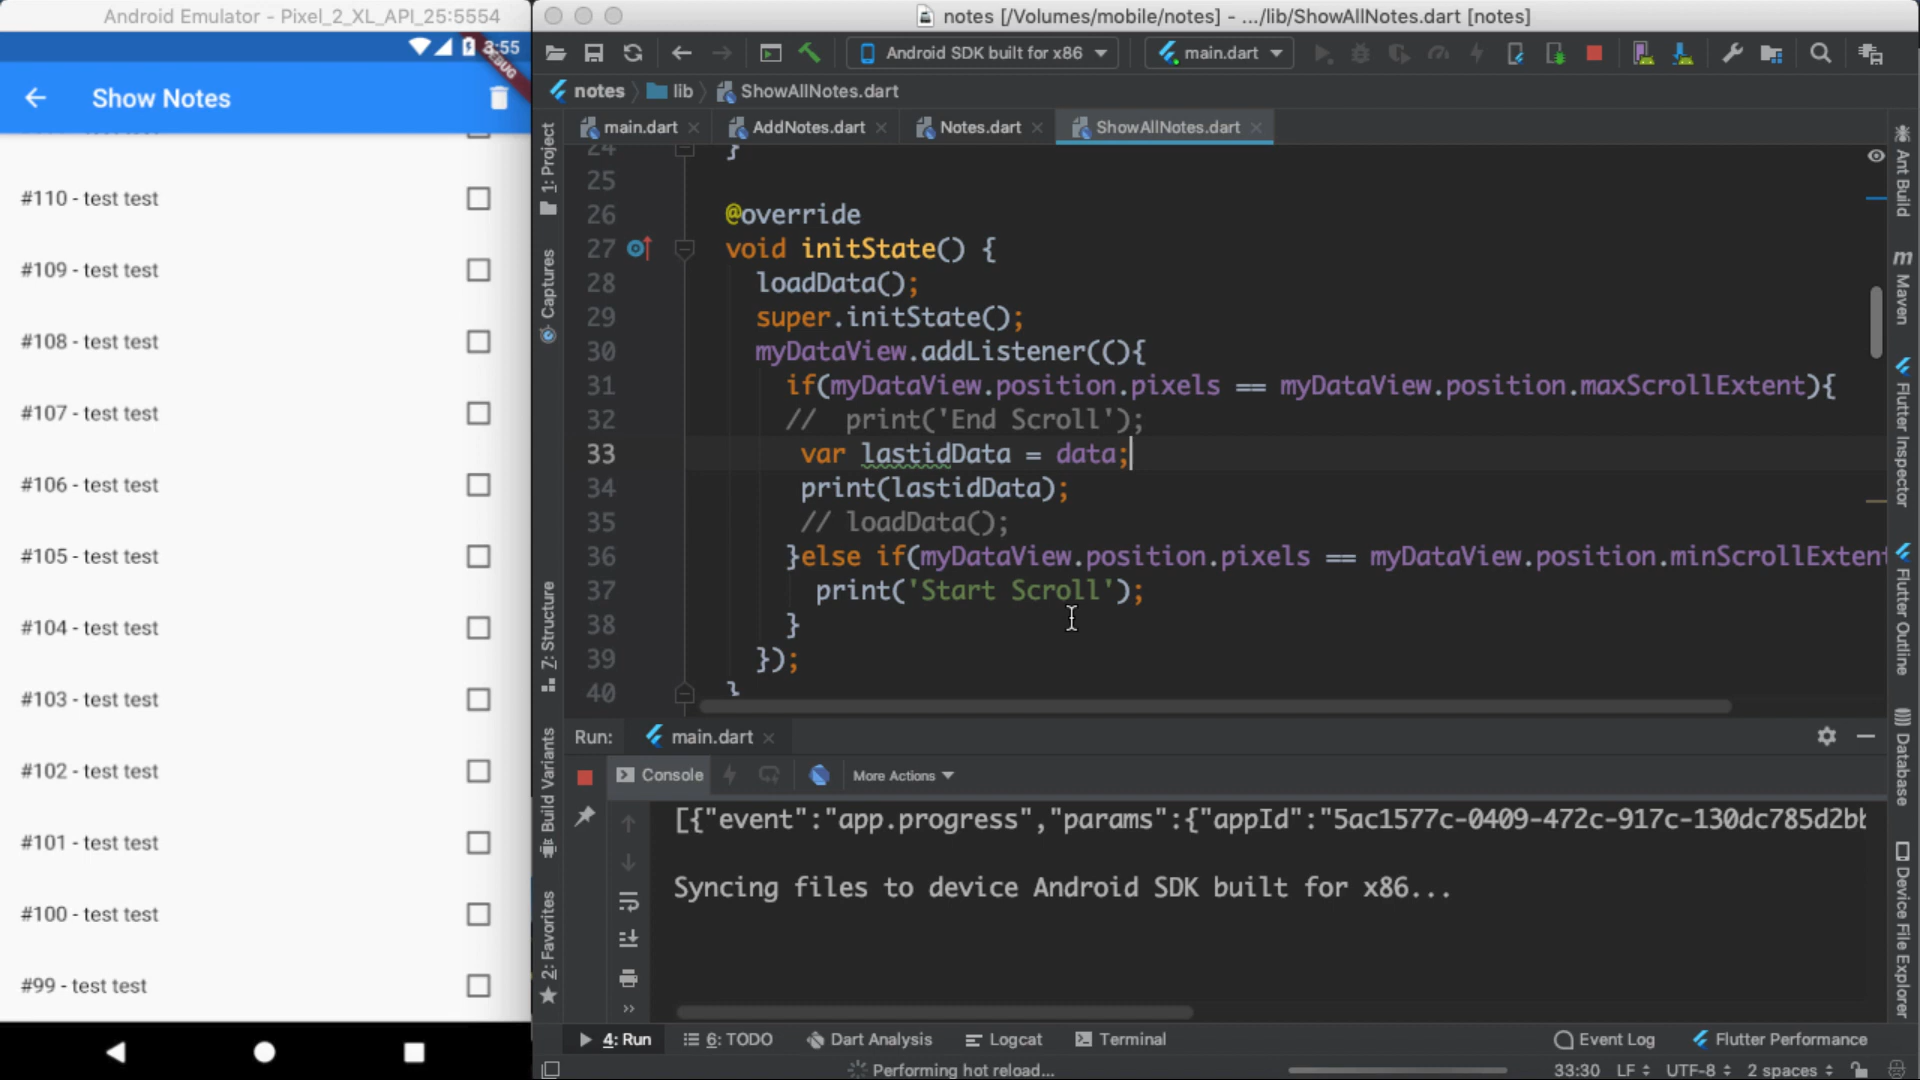 Android Emulator - Pixel_2_XL_API_25:5554
3:55
DEBUG
Show Notes
#110 - test test
#109 - test test
#108 - test test
#107 - test test
#106 - test test
#105 - test test
#104 - test test
#103 - test test
#102 - test test
#101 - test test
#100 - test test
#99 - test test
notes [/Volumes/mobile/notes] - .../lib/ShowAllNotes.dart [notes]
Android SDK built for x86
main.dart
notes
lib
ShowAllNotes.dart
main.dart
AddNotes.dart
Notes.dart
ShowAllNotes.dart
24 }
25
26 @override
27 void initState() {
28 loadData();
29 super.initState();
30 myDataView.addListener((){
31 if(myDataView.position.pixels == myDataView.position.maxScrollExtent){
32 // print('End Scroll');
33 var lastidData = data;
34 print(lastidData);
35 // loadData();
36 }else if(myDataView.position.pixels == myDataView.position.minScrollExtent
37 print('Start Scroll');
38 }
39 });
40 }
1: Project
Captures
7: Structure
Build Variants
2: Favorites
Ant Build
m Maven
Flutter Inspector
Flutter Outline
Database
Device File Explorer
Run:
main.dart
Console
More Actions
[{"event":"app.progress","params":{"appId":"5ac1577c-0409-472c-917c-130dc785d2bb
Syncing files to device Android SDK built for x86...
4: Run
6: TODO
Dart Analysis
Logcat
Terminal
Event Log
Flutter Performance
Performing hot reload...
33:30
LF
UTF-8
2 spaces